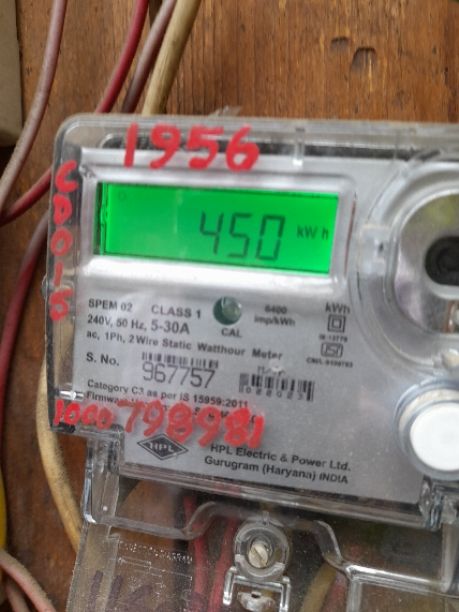 1956
450 kWh
SPEM 02 CLASS 1 6400 imp/kWh kWh
240V, 50 Hz, 5-30A CAL
ac, 1Ph, 2 Wire Static Watthour Meter
S. No. 967757
Category C3 as per IS 15959:2011
1000798981
HPL HPL Electric & Power Ltd.
Gurugram (Haryana) INDIA